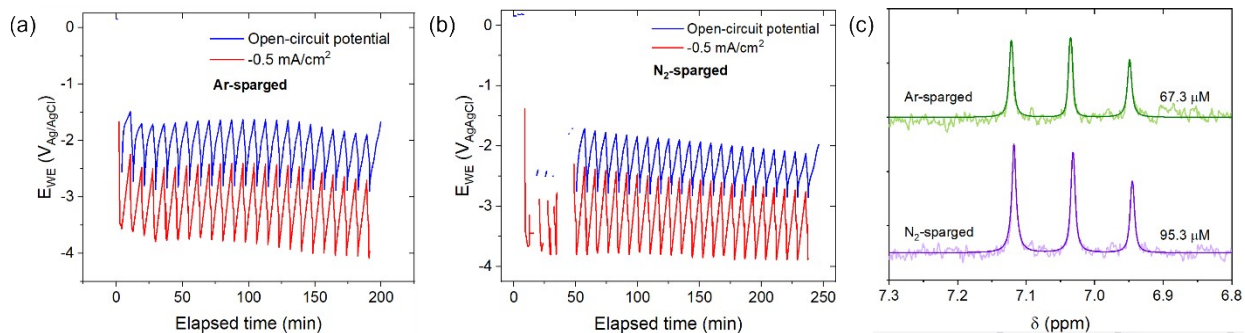 (a)
0
-1
-2
-3
-4
E_WE (V_Ag/AgCl)
Open-circuit potential
-0.5 mA/cm²
Ar-sparged
0 50 100 150 200
Elapsed time (min)
(b)
0
-1
-2
-3
-4
E_WE (V_AgAgCl)
Open-circuit potential
-0.5 mA/cm²
N₂-sparged
0 50 100 150 200 250
Elapsed time (min)
(c)
Ar-sparged
67.3 µM
N₂-sparged
95.3 µM
7.3 7.2 7.1 7.0 6.9 6.8
δ (ppm)